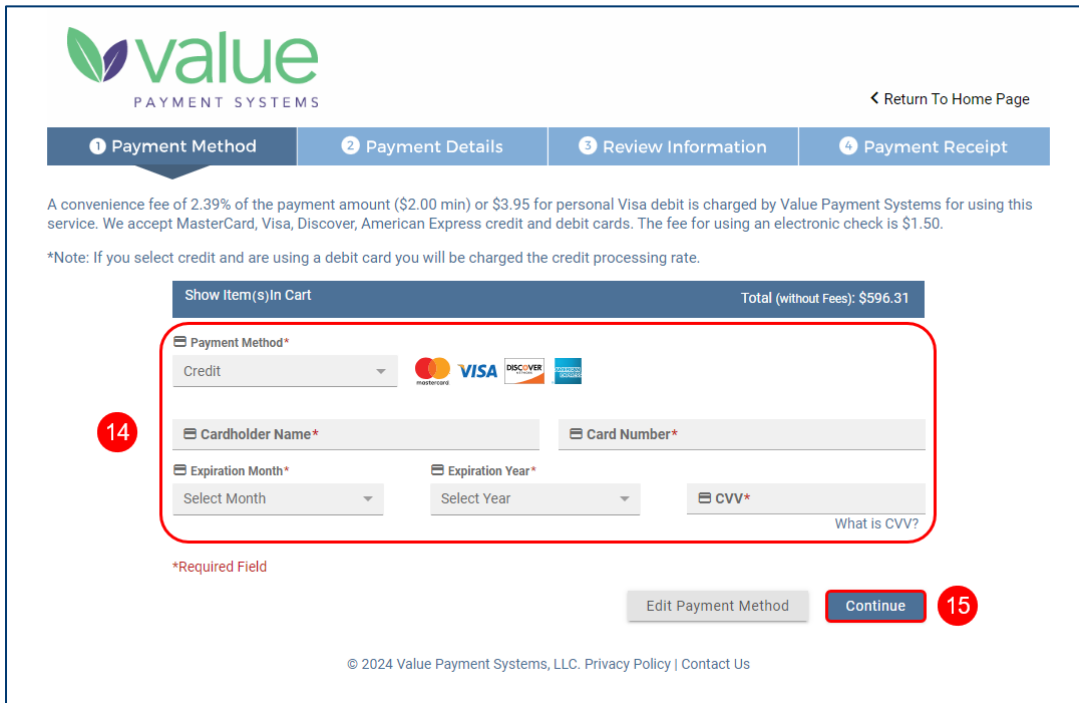 value
PAYMENT SYSTEMS
Return To Home Page
1 Payment Method
2 Payment Details
3 Review Information
4 Payment Receipt
A convenience fee of 2.39% of the payment amount ($2.00 min) or $3.95 for personal Visa debit is charged by Value Payment Systems for using this
service. We accept MasterCard, Visa, Discover, American Express credit and debit cards. The fee for using an electronic check is $1.50.
*Note: If you select credit and are using a debit card you will be charged the credit processing rate.
Show Item(s)In Cart
Total (without Fees): $596.31
Payment Method*
Credit
mastercard
VISA
DISCOVER
14
Cardholder Name*
Card Number*
Expiration Month*
Expiration Year*
Select Month
Select Year
CVV*
What is CVV?
*Required Field
Edit Payment Method
Continue
15
© 2024 Value Payment Systems, LLC. Privacy Policy | Contact Us